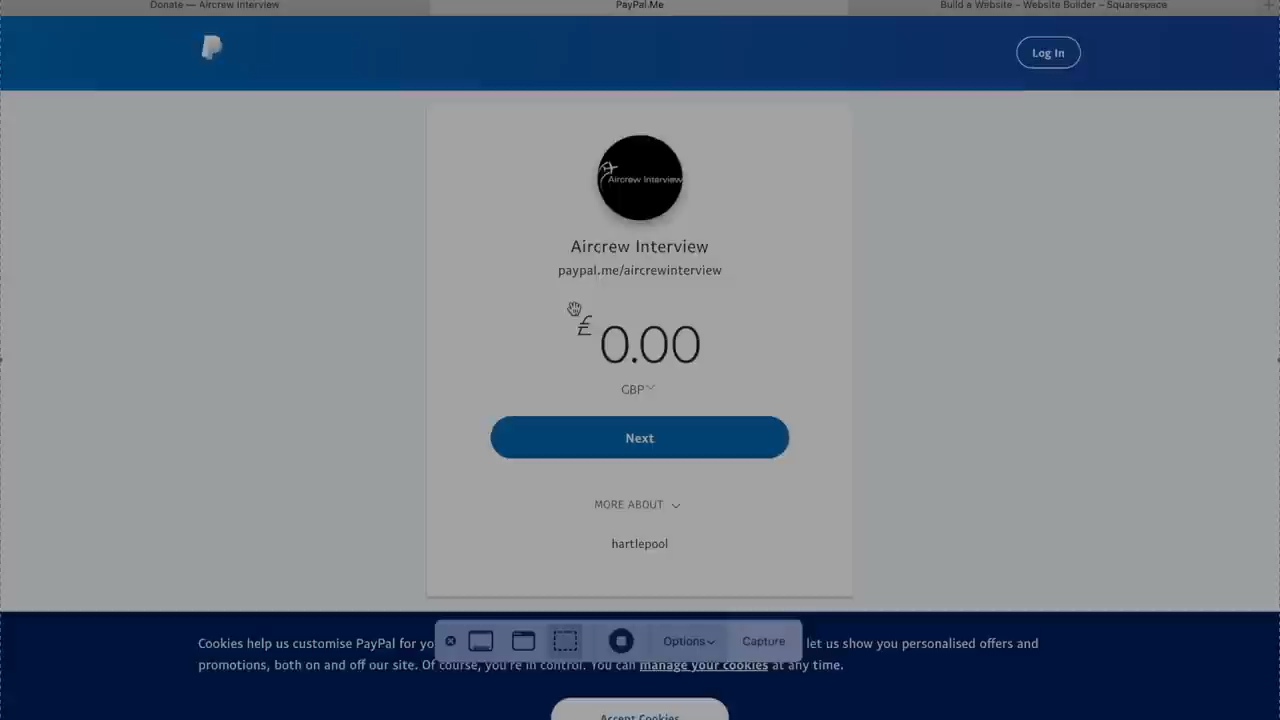 Donate — Aircrew Interview
PayPal.Me
Build a Website – Website Builder – Squarespace
Log In
Aircrew Interview
Aircrew Interview
paypal.me/aircrewinterview
£ 0.00
GBP
Next
MORE ABOUT
hartlepool
Options
Capture
Cookies help us customise PayPal for yo let us show you personalised offers and
promotions, both on and off our site. Of course, you're in control. You can manage your cookies at any time.
Accept Cookies